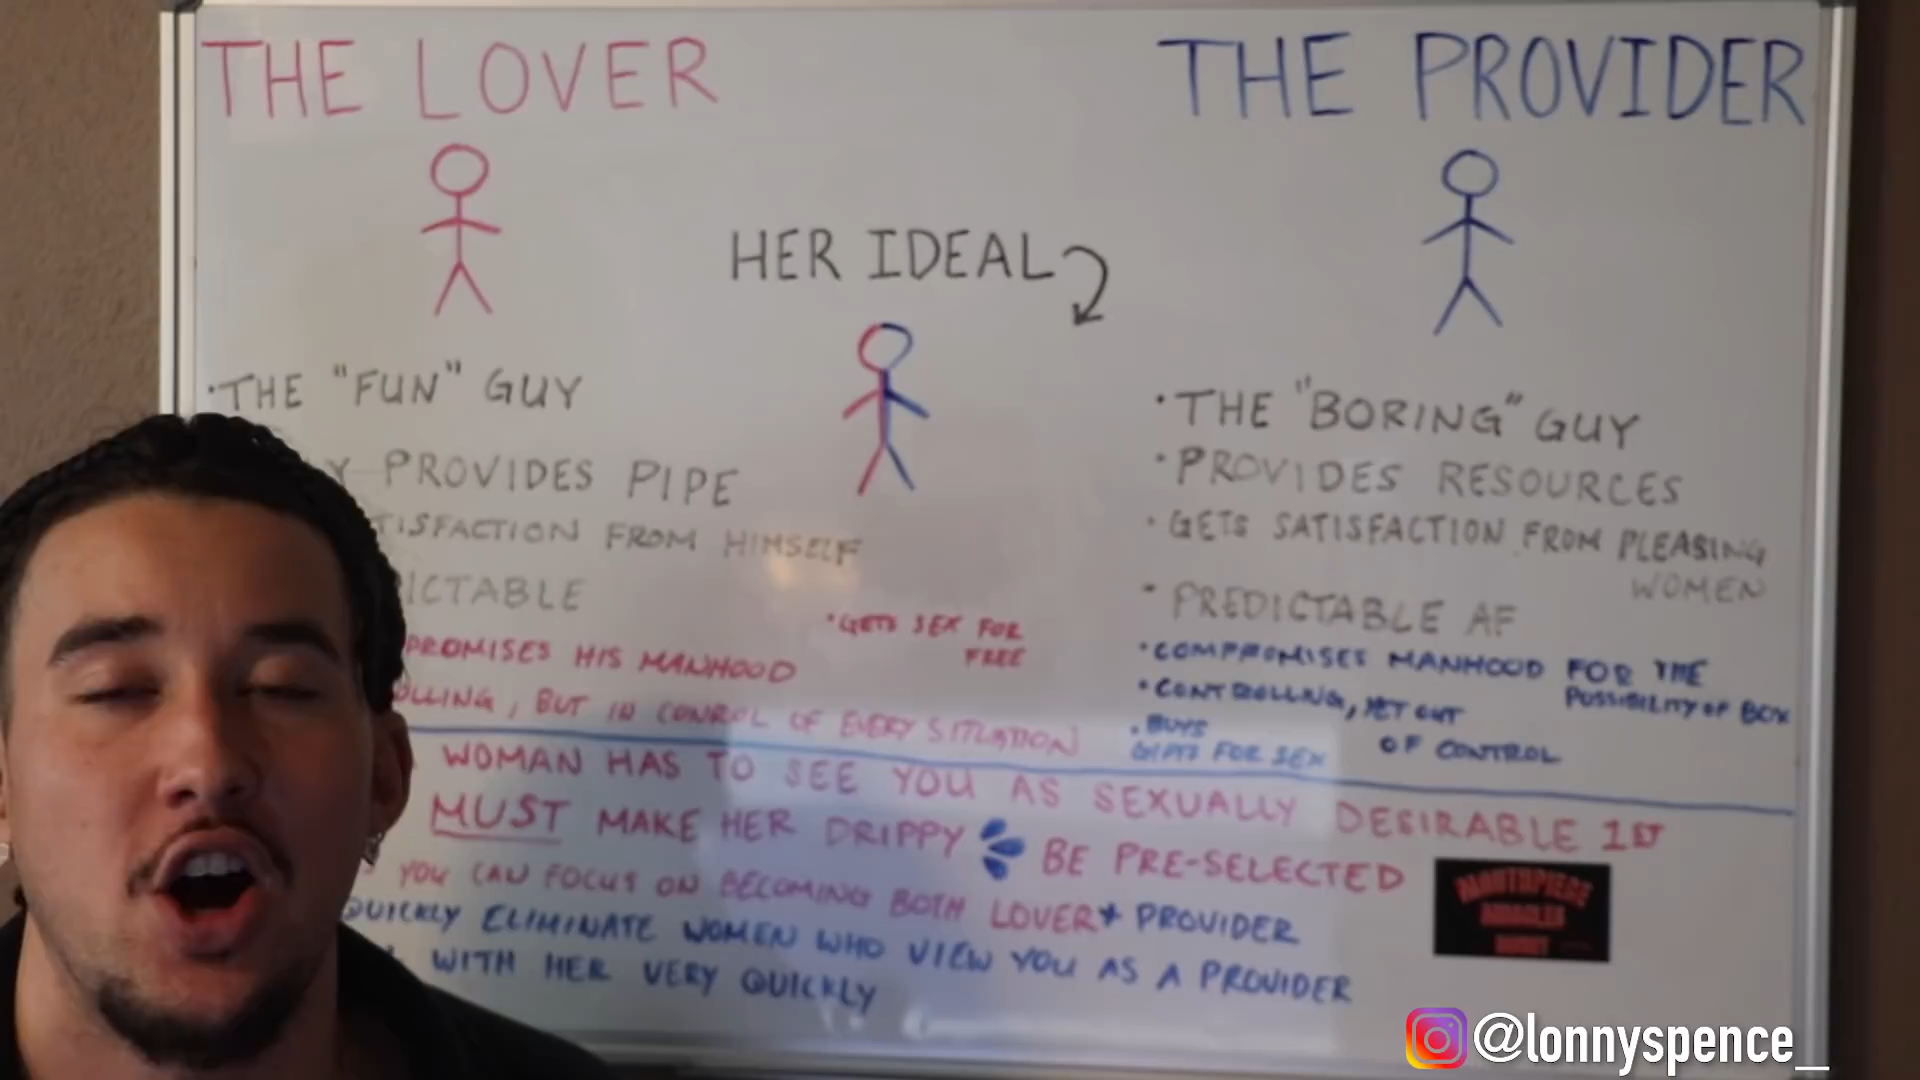 THE LOVER
THE PROVIDER
HER IDEAL
•THE "FUN" GUY
PROVIDES PIPE
TISFACTION FROM HIMSELF
ICTABLE
PROMISES HIS MANHOOD
OLLING, BUT IN CONTROL OF EVERY SITUATION
•GETS SEX FOR
FREE
•THE "BORING" GUY
•PROVIDES RESOURCES
•GETS SATISFACTION FROM PLEASING
WOMEN
•PREDICTABLE AF
•COMPROMISES MANHOOD FOR THE
POSSIBILITY OF BOX
•CONTROLLING, YET OUT
OF CONTROL
•BUYS
GIFTS FOR SEX
WOMAN HAS TO SEE YOU AS SEXUALLY DESIRABLE 1ST
MUST MAKE HER DRIPPY BE PRE-SELECTED
YOU CAN FOCUS ON BECOMING BOTH LOVER + PROVIDER
QUICKLY ELIMINATE WOMEN WHO VIEW YOU AS A PROVIDER
WITH HER VERY QUICKLY
MOUTHPIECE
@lonnyspence_